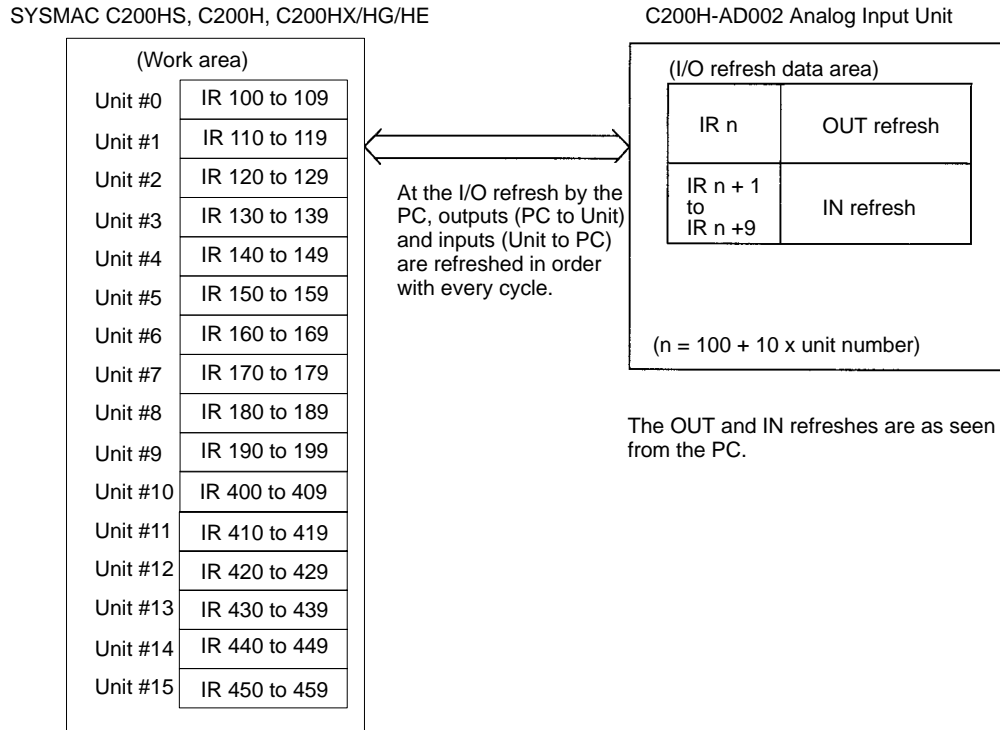 SYSMAC C200HS, C200H, C200HX/HG/HE
(Work area)
Unit #0 IR 100 to 109
Unit #1 IR 110 to 119
Unit #2 IR 120 to 129
Unit #3 IR 130 to 139
Unit #4 IR 140 to 149
Unit #5 IR 150 to 159
Unit #6 IR 160 to 169
Unit #7 IR 170 to 179
Unit #8 IR 180 to 189
Unit #9 IR 190 to 199
Unit #10 IR 400 to 409
Unit #11 IR 410 to 419
Unit #12 IR 420 to 429
Unit #13 IR 430 to 439
Unit #14 IR 440 to 449
Unit #15 IR 450 to 459
At the I/O refresh by the
PC, outputs (PC to Unit)
and inputs (Unit to PC)
are refreshed in order
with every cycle.
C200H-AD002 Analog Input Unit
(I/O refresh data area)
IR n OUT refresh
IR n + 1
to
IR n +9
IN refresh
(n = 100 + 10 x unit number)
The OUT and IN refreshes are as seen
from the PC.